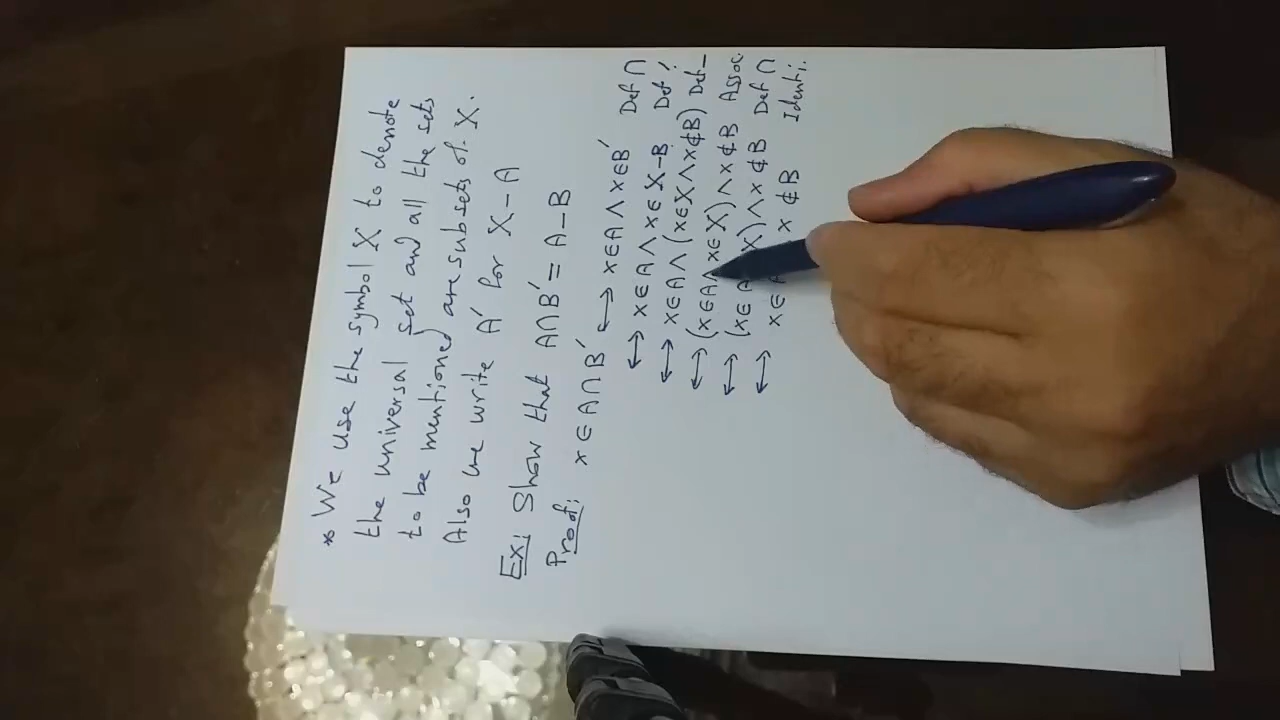 * We use the symbol X to denote
the universal set and all the sets
to be mentioned are subsets of X.
Also we write A' for X-A
Ex: Show that A∩B' = A-B
Proof: x∈A∩B' ↔ x∈A ∧ x∈B' Def ∩
↔ x∈A ∧ x∈X-B Def '
↔ x∈A ∧ (x∈X ∧ x∉B) Def -
↔ (x∈A ∧ x∈X) ∧ x∉B Assoc.
↔ (x∈A X) ∧ x∉B Def ∩
↔ x∈ x∉B Identi.